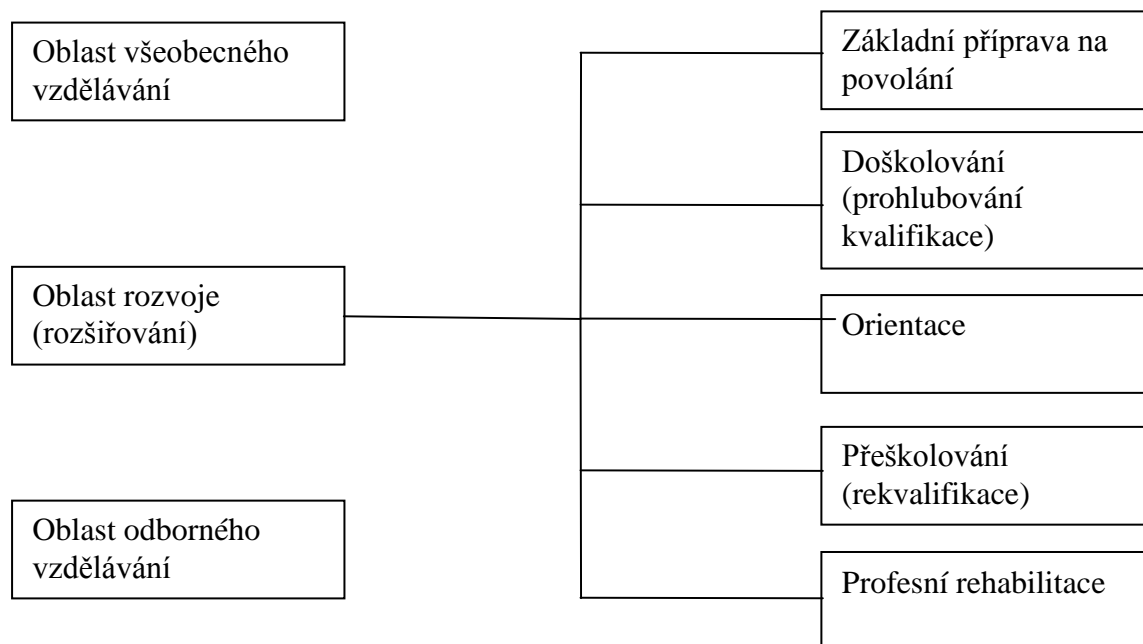 Oblast všeobecného
vzdělávání
Oblast rozvoje
(rozšiřování)
Oblast odborného
vzdělávání
Základní příprava na
povolání
Doškolování
(prohlubování
kvalifikace)
Orientace
Přeškolování
(rekvalifikace)
Profesní rehabilitace